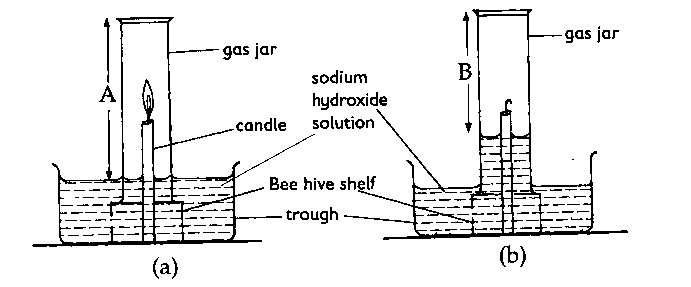 A
gas jar
candle
(a)
sodium
hydroxide
solution
Bee hive shelf
trough
B
gas jar
(b)